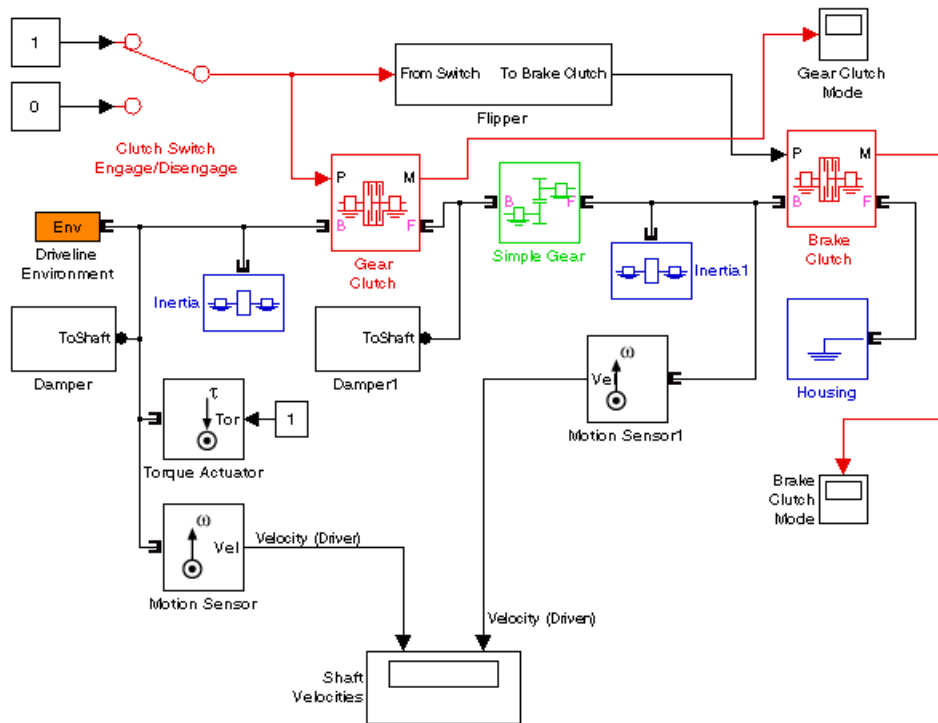 1
0
Clutch Switch
Engage/Disengage
From Switch
To Brake Clutch
Flipper
Gear Clutch
Mode
P
M
B
F
Gear
Clutch
B
F
Simple Gear
P
M
B
F
Brake
Clutch
Env
Driveline
Environment
Inertia
Inertia1
ToShaft
Damper
ToShaft
Damper1
Housing
τ
Tor
1
Torque Actuator
ω
Vel
Motion Sensor1
ω
Vel
Motion Sensor
Velocity (Driver)
Velocity (Driven)
Brake
Clutch
Mode
Shaft
Velocities